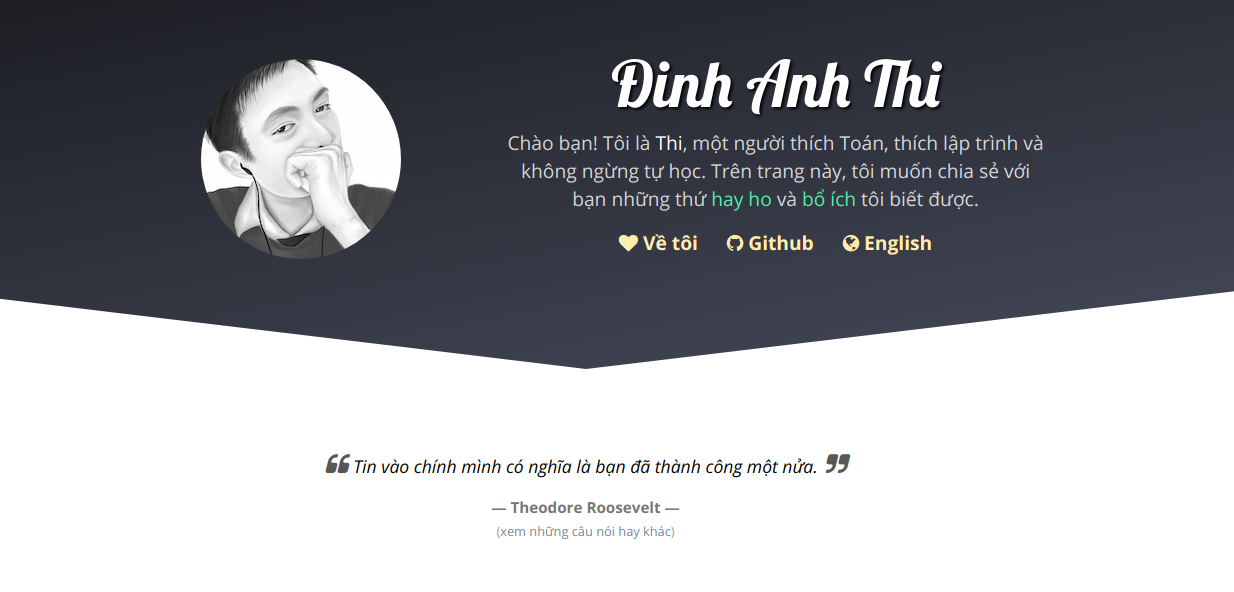 Đinh Anh Thi
Chào bạn! Tôi là Thi, một người thích Toán, thích lập trình và
không ngừng tự học. Trên trang này, tôi muốn chia sẻ với
bạn những thứ hay ho và bổ ích tôi biết được.
Về tôi Github English
“ Tin vào chính mình có nghĩa là bạn đã thành công một nửa. ”
— Theodore Roosevelt —
(xem những câu nói hay khác)